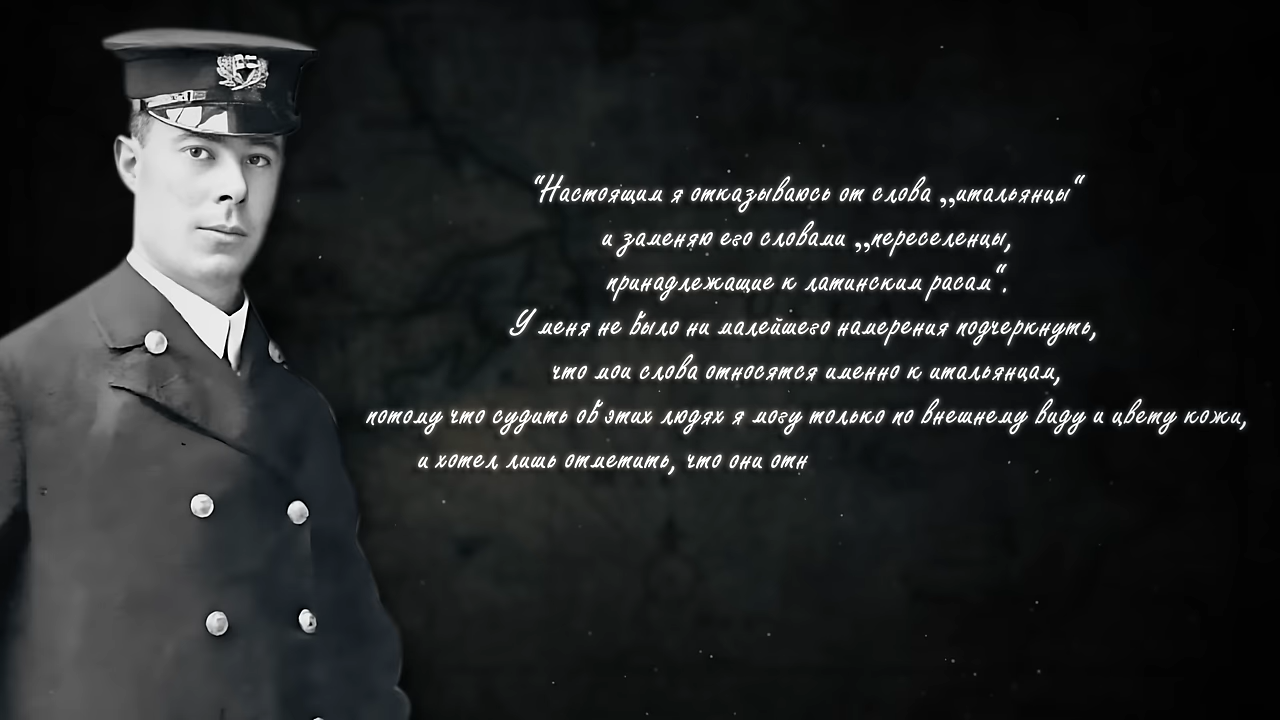 “Настоящим я отказываюсь от слова „итальянцы“
и заменяю его словами „переселенцы,
принадлежащие к латинским расам“.
У меня не было ни малейшего намерения подчеркнуть,
что мои слова относятся именно к итальянцам,
потому что судить об этих людях я могу только по внешнему виду и цвету кожи,
и хотел лишь отметить, что они отн